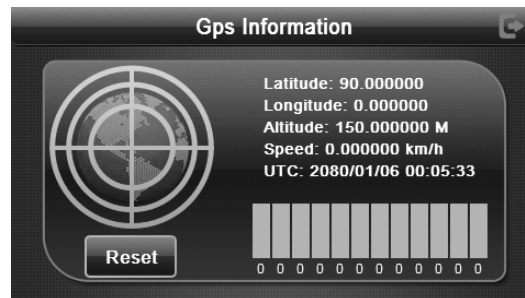 Gps Information
Latitude: 90.000000
Longitude: 0.000000
Altitude: 150.000000 M
Speed: 0.000000 km/h
UTC: 2080/01/06 00:05:33
Reset
0 0 0 0 0 0 0 0 0 0 0 0